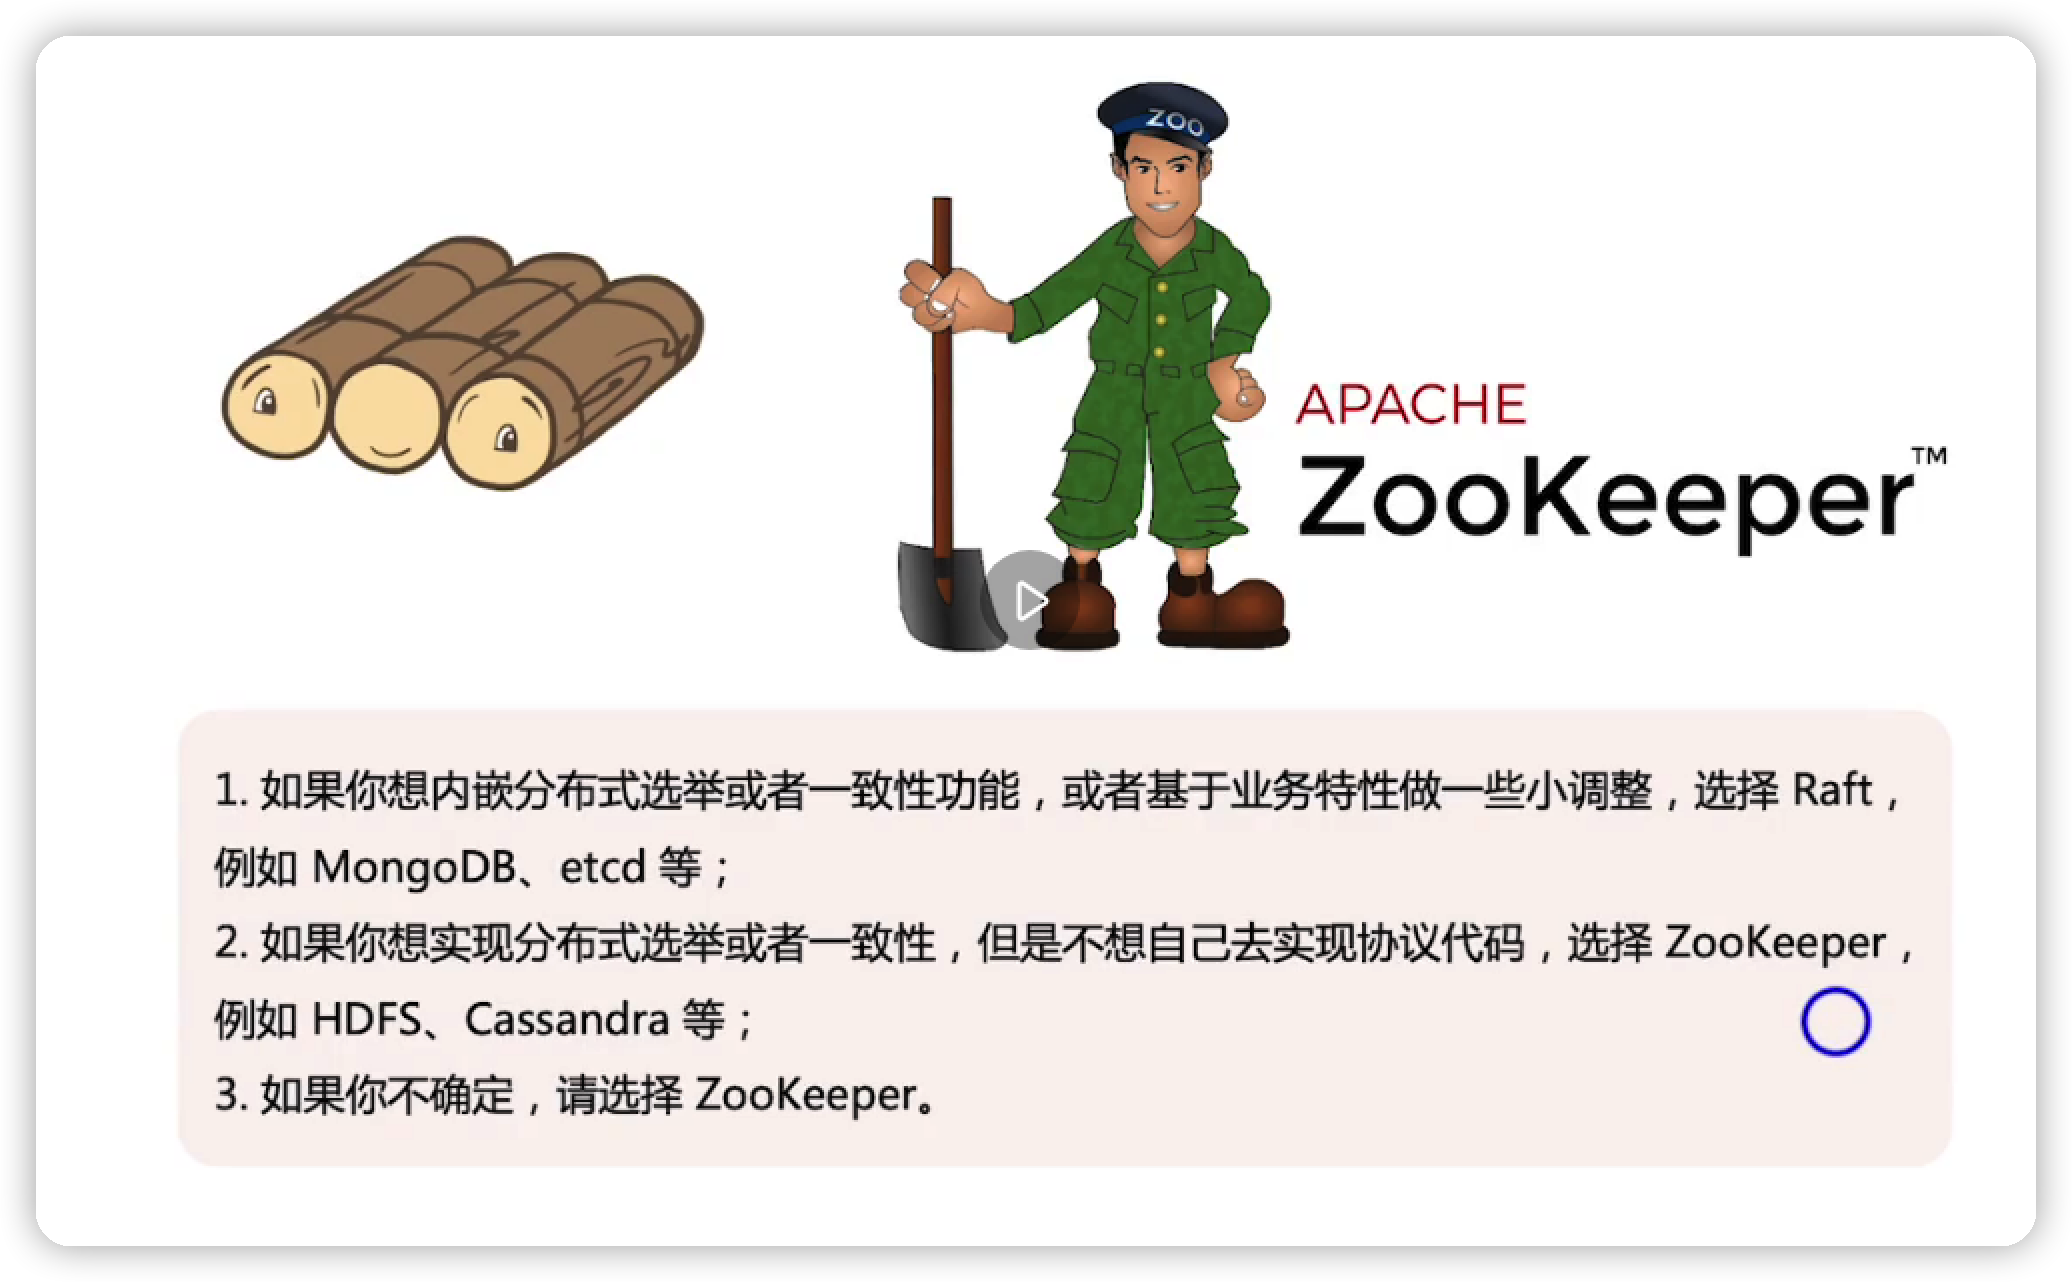 ZOO
APACHE
ZooKeeper™
1. 如果你想内嵌分布式选举或者一致性功能，或者基于业务特性做一些小调整，选择 Raft，
例如 MongoDB、etcd 等；
2. 如果你想实现分布式选举或者一致性，但是不想自己去实现协议代码，选择 ZooKeeper，
例如 HDFS、Cassandra 等；
3. 如果你不确定，请选择 ZooKeeper。